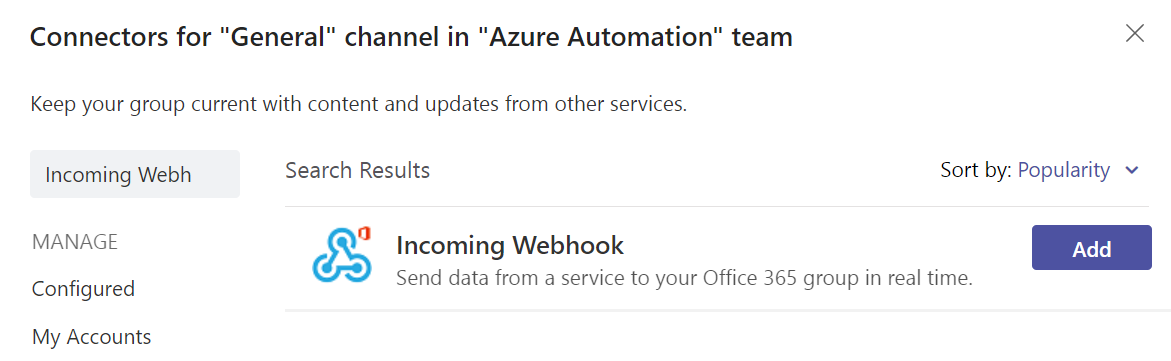 Connectors for "General" channel in "Azure Automation" team
Keep your group current with content and updates from other services.
Incoming Webh
Search Results
Sort by: Popularity
MANAGE
Configured
My Accounts
Incoming Webhook
Send data from a service to your Office 365 group in real time.
Add